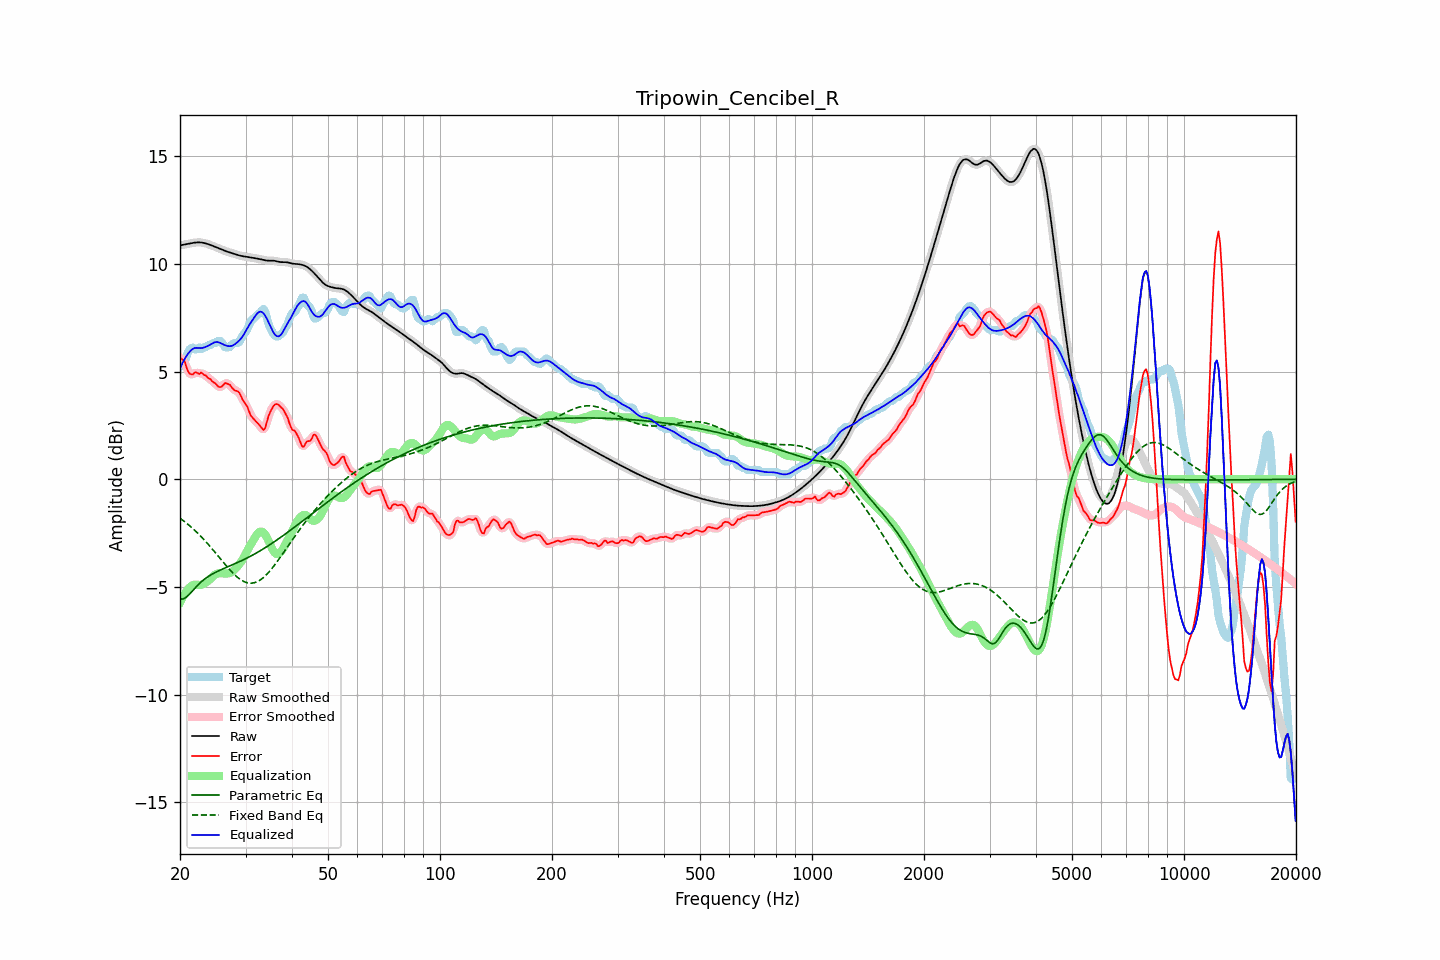 Tripowin_Cencibel_R
Amplitude (dBr)
15
10
5
0
−5
−10
−15
Target
Raw Smoothed
Error Smoothed
Raw
Error
Equalization
Parametric Eq
Fixed Band Eq
Equalized
20 50 100 200 500 1000 2000 5000 10000 20000
Frequency (Hz)